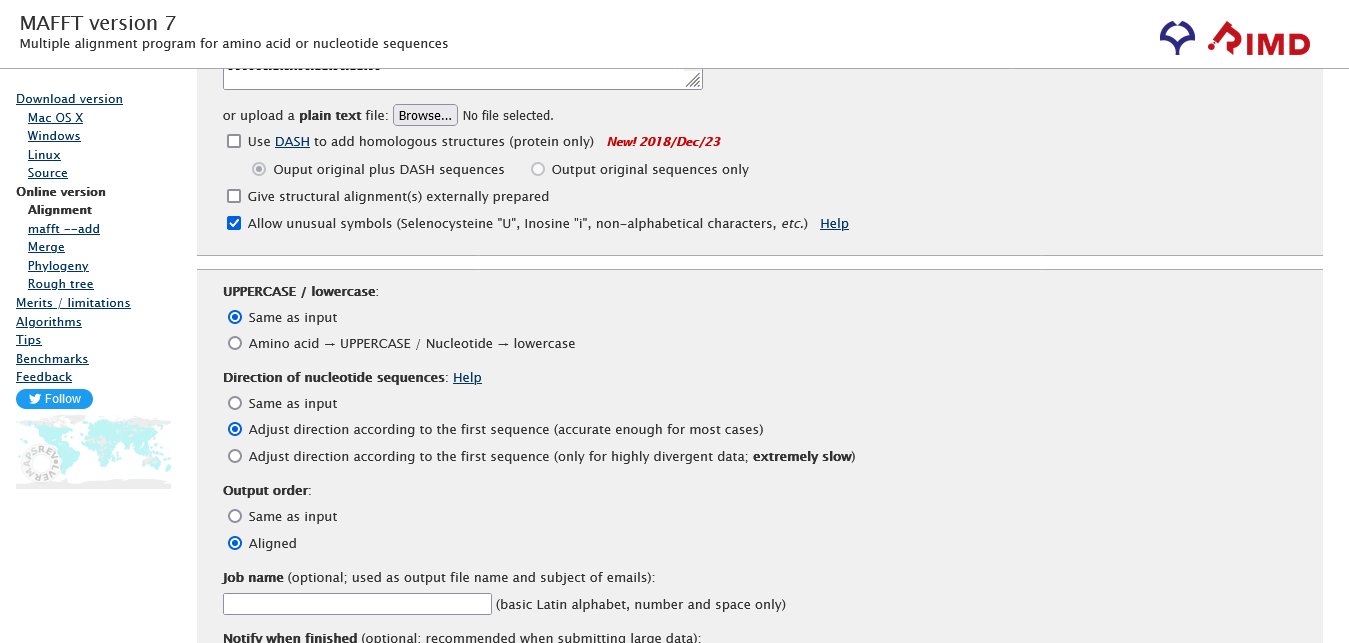 MAFFT version 7
Multiple alignment program for amino acid or nucleotide sequences
RIMD
Download version
Mac OS X
Windows
Linux
Source
Online version
Alignment
mafft --add
Merge
Phylogeny
Rough tree
Merits / limitations
Algorithms
Tips
Benchmarks
Feedback
Follow
MAPSREVOLVER
or upload a plain text file: Browse... No file selected.
Use DASH to add homologous structures (protein only) New! 2018/Dec/23
Ouput original plus DASH sequences Output original sequences only
Give structural alignment(s) externally prepared
Allow unusual symbols (Selenocysteine "U", Inosine "i", non-alphabetical characters, etc.) Help
UPPERCASE / lowercase:
Same as input
Amino acid → UPPERCASE / Nucleotide → lowercase
Direction of nucleotide sequences: Help
Same as input
Adjust direction according to the first sequence (accurate enough for most cases)
Adjust direction according to the first sequence (only for highly divergent data; extremely slow)
Output order:
Same as input
Aligned
Job name (optional; used as output file name and subject of emails):
(basic Latin alphabet, number and space only)
Notify when finished (optional; recommended when submitting large data):